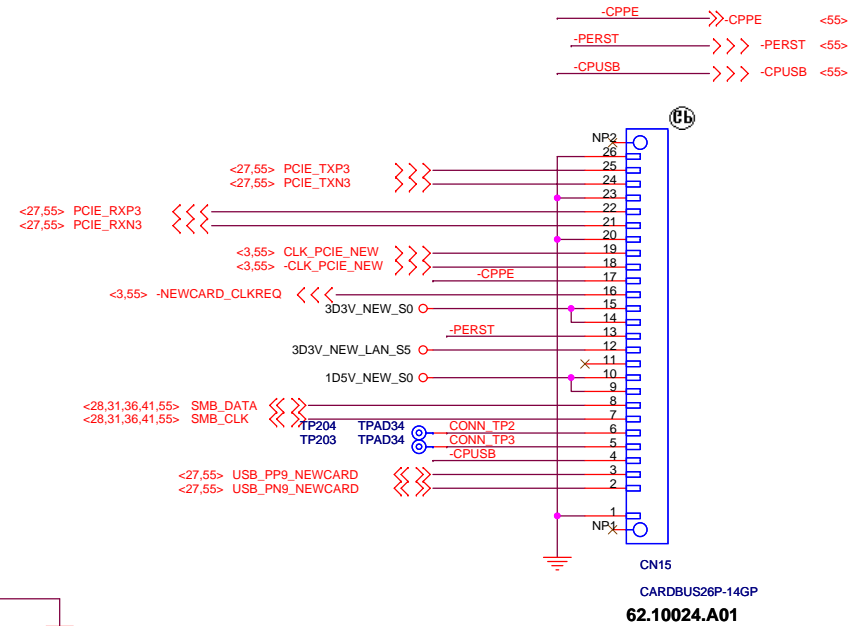 -CPPE -CPPE <55>
-PERST -PERST <55>
-CPUSB -CPUSB <55>
Cb
NP2
26
<27,55> PCIE_TXP3 25
<27,55> PCIE_TXN3 24
23
<27,55> PCIE_RXP3 22
<27,55> PCIE_RXN3 21
20
<3,55> CLK_PCIE_NEW 19
<3,55> -CLK_PCIE_NEW 18
-CPPE 17
<3,55> -NEWCARD_CLKREQ 16
3D3V_NEW_S0 15
14
-PERST 13
3D3V_NEW_LAN_S5 12
11
1D5V_NEW_S0 10
9
<28,31,36,41,55> SMB_DATA 8
<28,31,36,41,55> SMB_CLK 7
TP204 TPAD34 CONN_TP2 6
TP203 TPAD34 CONN_TP3 5
-CPUSB 4
<27,55> USB_PP9_NEWCARD 3
<27,55> USB_PN9_NEWCARD 2
1
NP1
CN15
CARDBUS26P-14GP
62.10024.A01